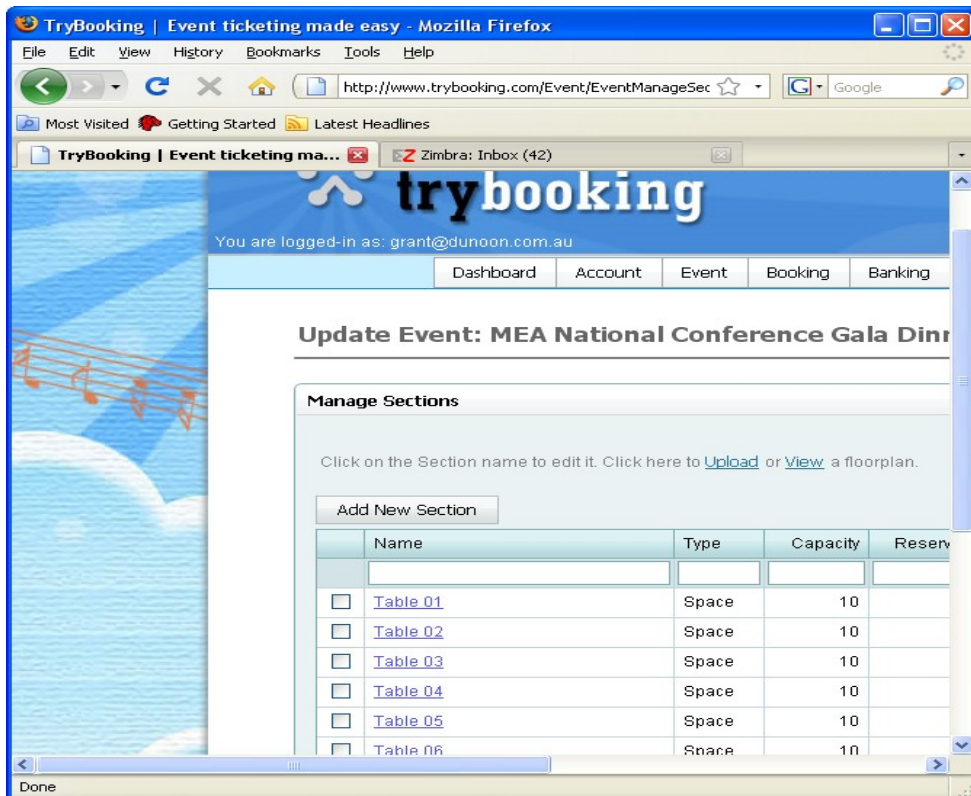 TryBooking | Event ticketing made easy - Mozilla Firefox
File Edit View History Bookmarks Tools Help
http://www.trybooking.com/Event/EventManageSec G Google
Most Visited Getting Started Latest Headlines
TryBooking | Event ticketing ma... Zimbra: Inbox (42)
trybooking
You are logged-in as: grant@dunoon.com.au
Dashboard Account Event Booking Banking
Update Event: MEA National Conference Gala Dinn
Manage Sections
Click on the Section name to edit it. Click here to Upload or View a floorplan.
Add New Section
Name Type Capacity Reserv
Table 01 Space 10
Table 02 Space 10
Table 03 Space 10
Table 04 Space 10
Table 05 Space 10
Table 06 Space 10
Done